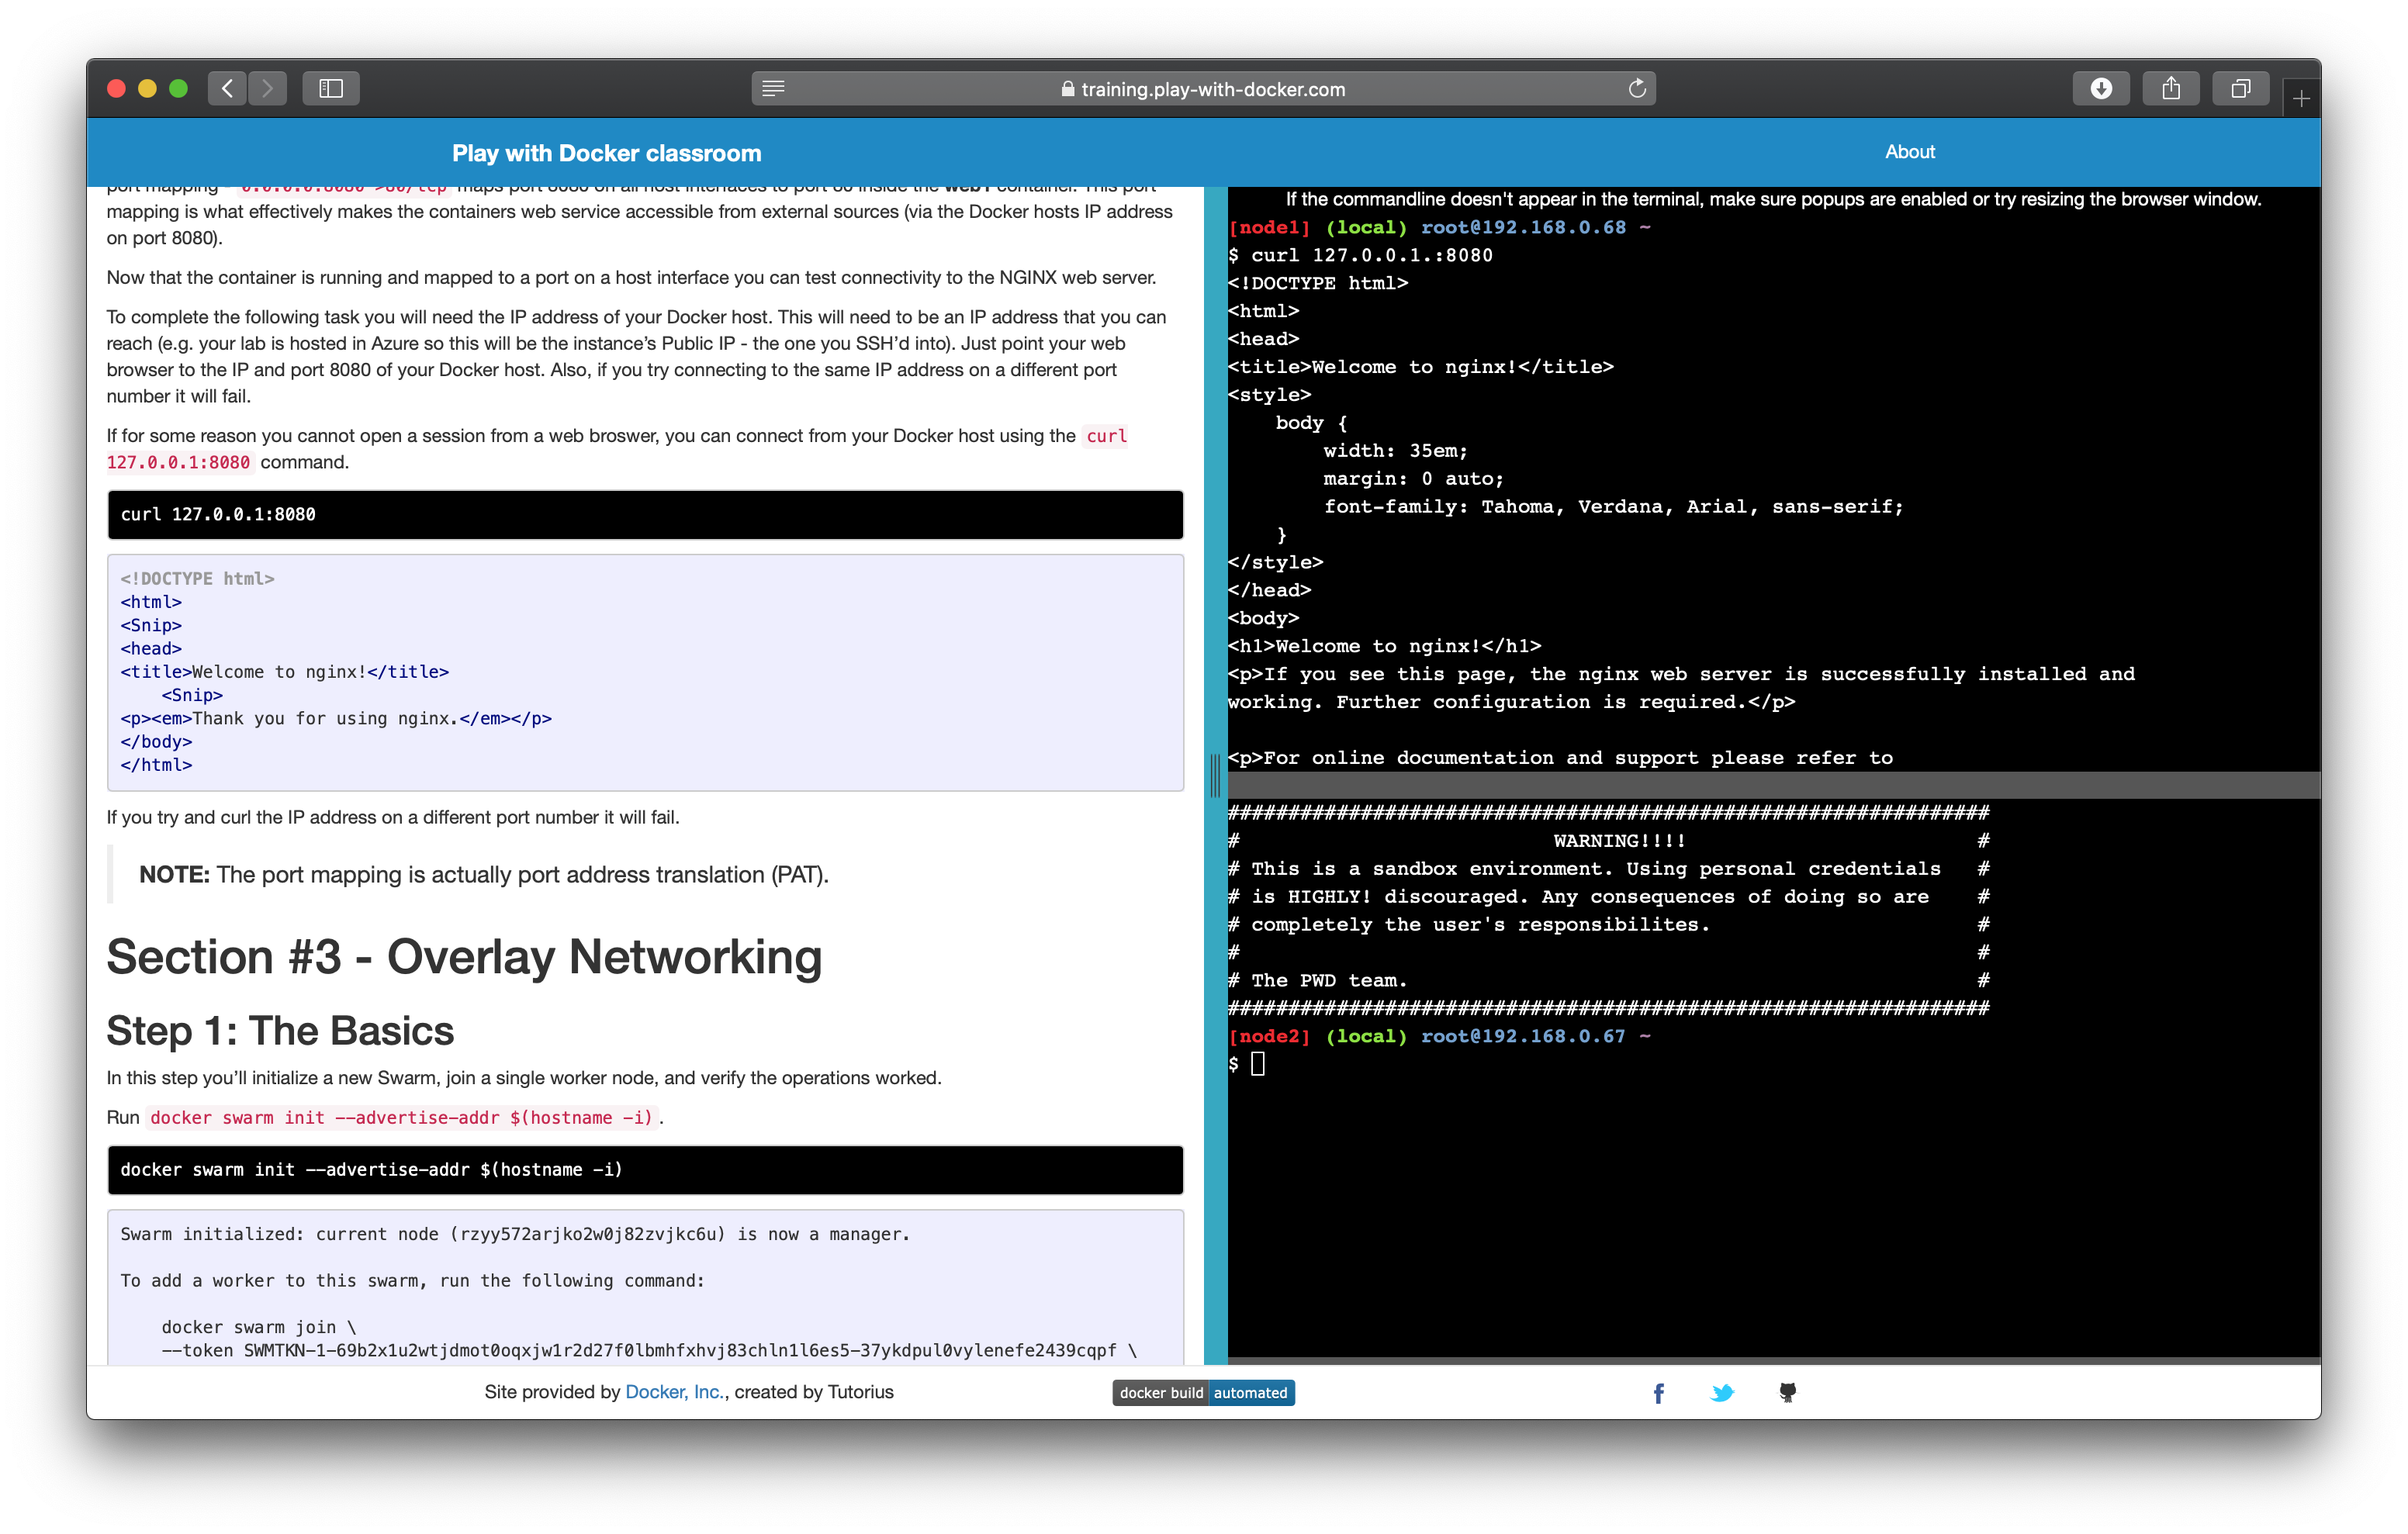 training.play-with-docker.com
Play with Docker classroom
About
port mapping - 0.0.0.0:8080->80/tcp maps port 8080 on all host interfaces to port 80 inside the web1 container. This port
mapping is what effectively makes the containers web service accessible from external sources (via the Docker hosts IP address
on port 8080).
Now that the container is running and mapped to a port on a host interface you can test connectivity to the NGINX web server.
To complete the following task you will need the IP address of your Docker host. This will need to be an IP address that you can
reach (e.g. your lab is hosted in Azure so this will be the instance’s Public IP - the one you SSH’d into). Just point your web
browser to the IP and port 8080 of your Docker host. Also, if you try connecting to the same IP address on a different port
number it will fail.
If for some reason you cannot open a session from a web broswer, you can connect from your Docker host using the curl
127.0.0.1:8080 command.
curl 127.0.0.1:8080
<!DOCTYPE html>
<html>
<Snip>
<head>
<title>Welcome to nginx!</title>
<Snip>
<p><em>Thank you for using nginx.</em></p>
</body>
</html>
If you try and curl the IP address on a different port number it will fail.
NOTE: The port mapping is actually port address translation (PAT).
Section #3 - Overlay Networking
Step 1: The Basics
In this step you’ll initialize a new Swarm, join a single worker node, and verify the operations worked.
Run docker swarm init --advertise-addr $(hostname -i).
docker swarm init --advertise-addr $(hostname -i)
Swarm initialized: current node (rzyy572arjko2w0j82zvjkc6u) is now a manager.
To add a worker to this swarm, run the following command:
docker swarm join \
--token SWMTKN-1-69b2x1u2wtjdmot0oqxjw1r2d27f0lbmhfxhvj83chln1l6es5-37ykdpul0vylenefe2439cqpf \
If the commandline doesn't appear in the terminal, make sure popups are enabled or try resizing the browser window.
[node1] (local) root@192.168.0.68 ~
$ curl 127.0.0.1.:8080
<!DOCTYPE html>
<html>
<head>
<title>Welcome to nginx!</title>
<style>
body {
width: 35em;
margin: 0 auto;
font-family: Tahoma, Verdana, Arial, sans-serif;
}
</style>
</head>
<body>
<h1>Welcome to nginx!</h1>
<p>If you see this page, the nginx web server is successfully installed and
working. Further configuration is required.</p>
<p>For online documentation and support please refer to
###############################################################
# WARNING!!!! #
# This is a sandbox environment. Using personal credentials #
# is HIGHLY! discouraged. Any consequences of doing so are #
# completely the user's responsibilites. #
# #
# The PWD team. #
###############################################################
[node2] (local) root@192.168.0.67 ~
$
Site provided by Docker, Inc., created by Tutorius
docker build automated